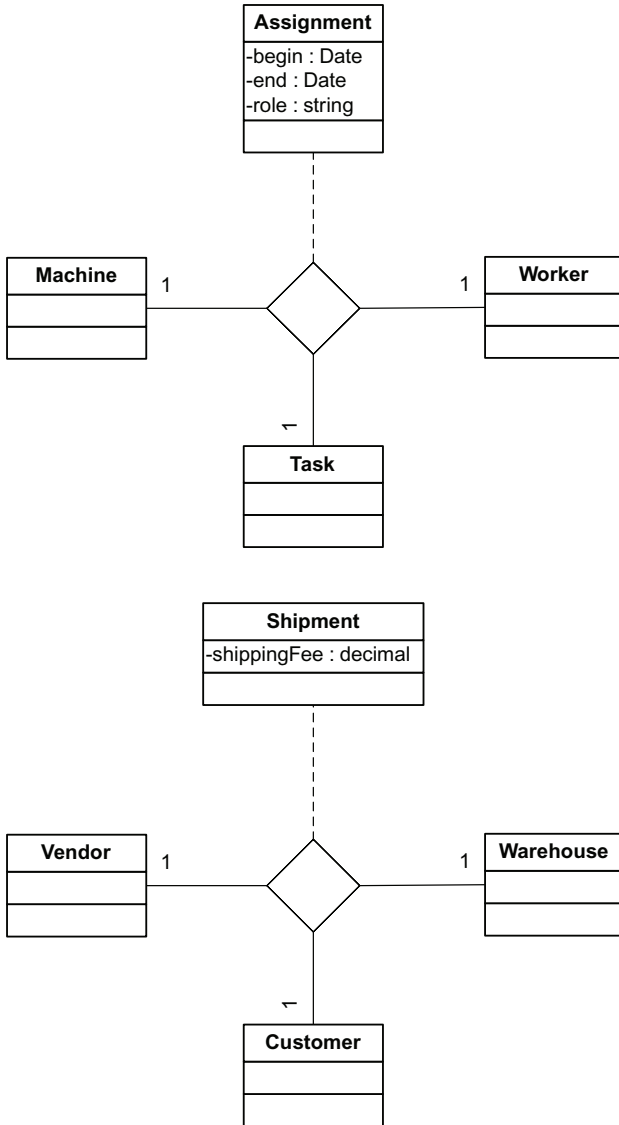 Assignment
-begin : Date
-end : Date
-role : string
Machine
1
1
Worker
1
Task
Shipment
-shippingFee : decimal
Vendor
1
1
Warehouse
1
Customer